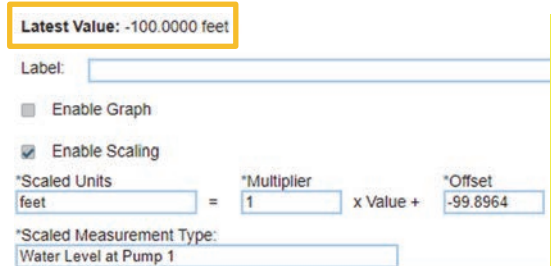 Latest Value: -100.0000 feet
Label:
Enable Graph
Enable Scaling
*Scaled Units *Multiplier *Offset
feet = 1 x Value + -99.8964
*Scaled Measurement Type:
Water Level at Pump 1